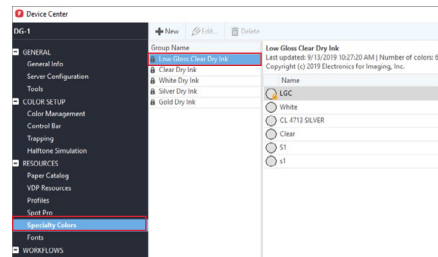 Device Center
DG-1
New Edit... Delete
GENERAL
General Info
Server Configuration
Tools
COLOR SETUP
Color Management
Control Bar
Trapping
Halftone Simulation
RESOURCES
Paper Catalog
VDP Resources
Profiles
Spot Pro
Specialty Colors
Fonts
WORKFLOWS
Group Name
Low Gloss Clear Dry Ink
Clear Dry Ink
White Dry Ink
Silver Dry Ink
Gold Dry Ink
Low Gloss Clear Dry Ink
Last updated: 9/13/2019 10:27:20 AM | Number of colors: 6
Copyright (c) 2019 Electronics for Imaging, Inc.
Name
LGC
White
CL 4713 SILVER
Clear
S1
s1